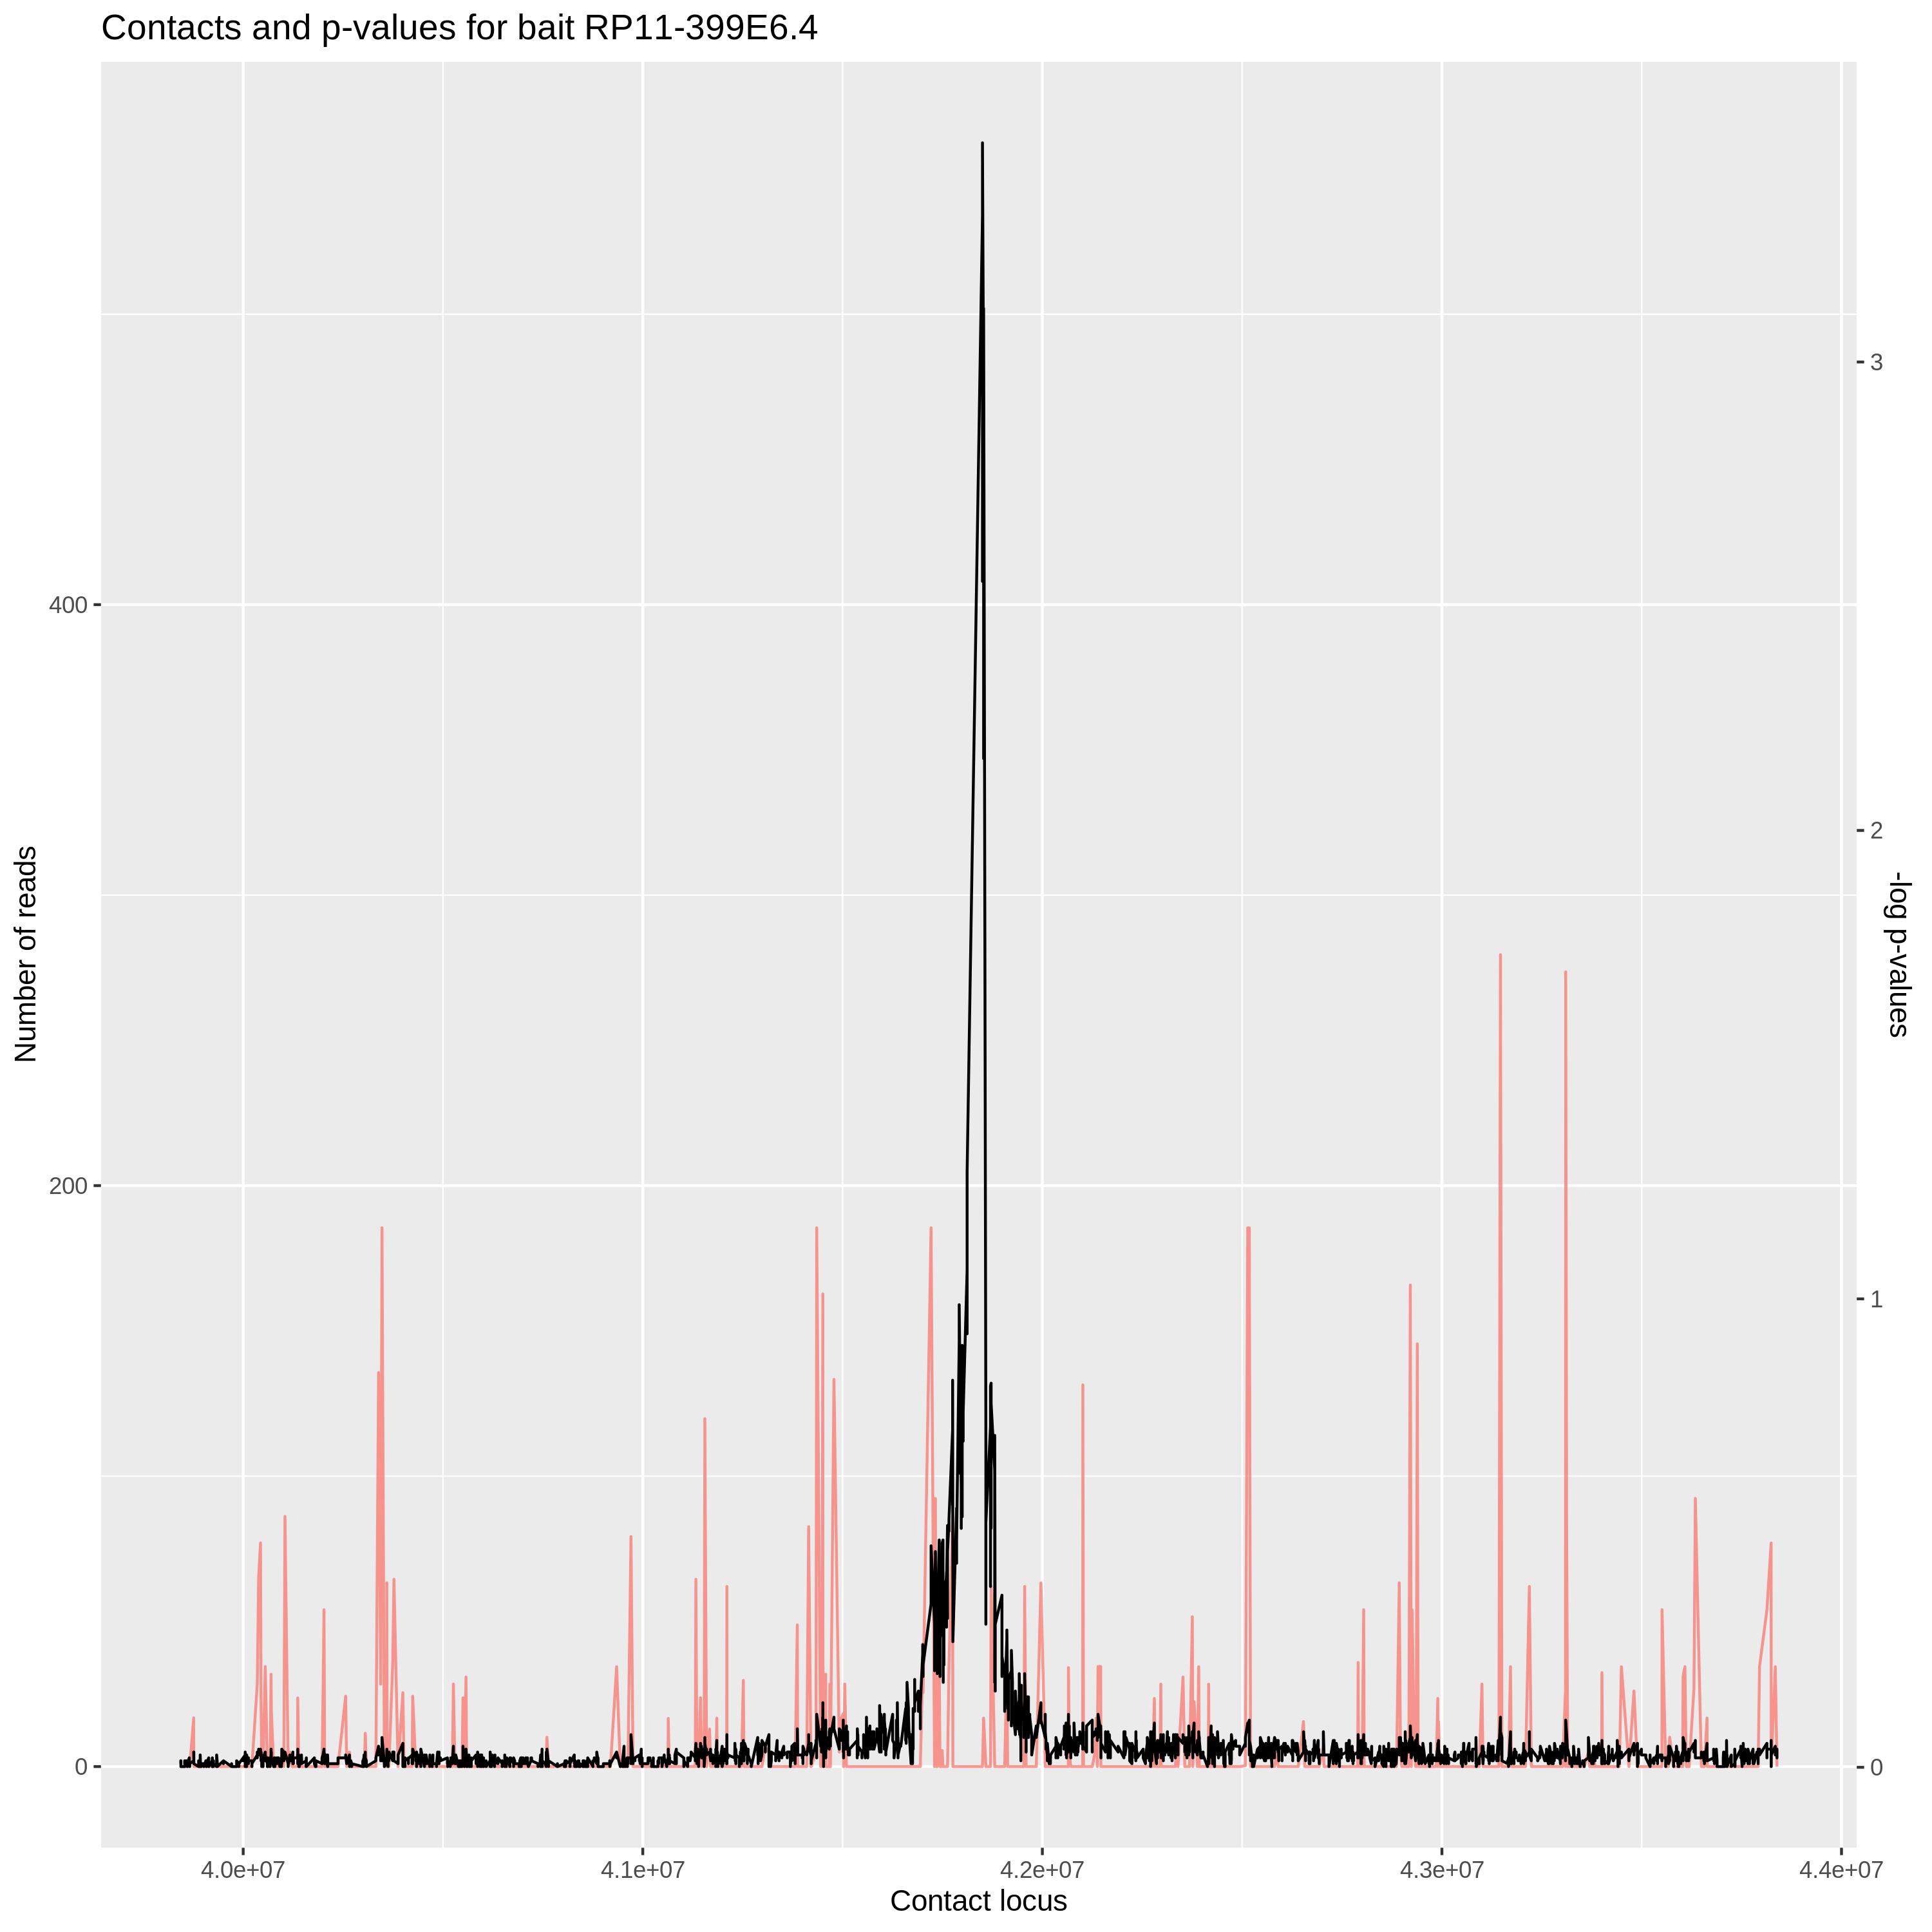 Contacts and p-values for bait RP11-399E6.4
Number of reads
400
200
0
3
2
1
0
-log p-values
4.0e+07
4.1e+07
4.2e+07
4.3e+07
4.4e+07
Contact locus